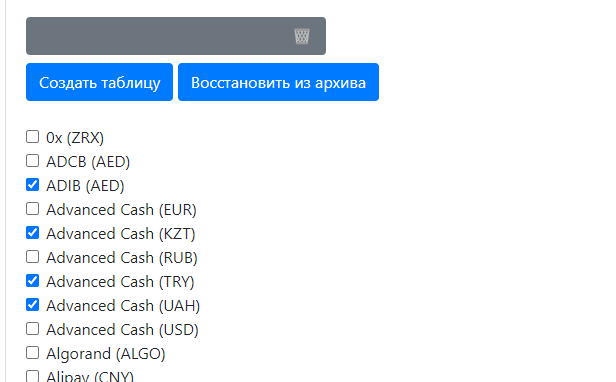 Создать таблицу Восстановить из архива
0x (ZRX)
ADCB (AED)
ADIB (AED)
Advanced Cash (EUR)
Advanced Cash (KZT)
Advanced Cash (RUB)
Advanced Cash (TRY)
Advanced Cash (UAH)
Advanced Cash (USD)
Algorand (ALGO)
Alipay (CNY)